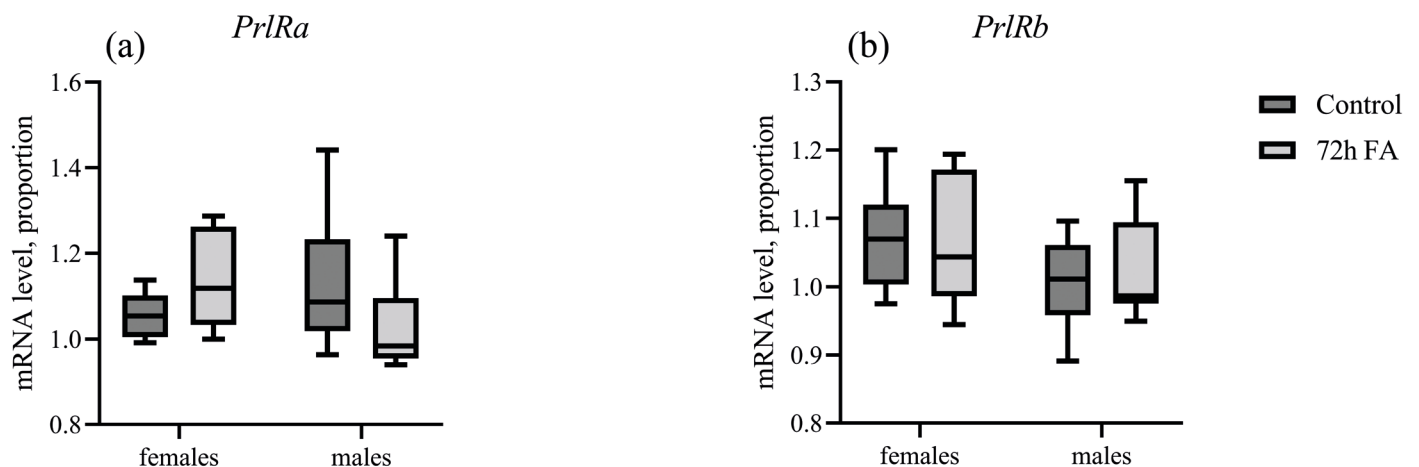 PrlRa
(a)
mRNA level, proportion
1.6
1.4
1.2
1.0
0.8
females
males
PrlRb
(b)
mRNA level, proportion
1.3
1.2
1.1
1.0
0.9
0.8
females
males
Control
72h FA